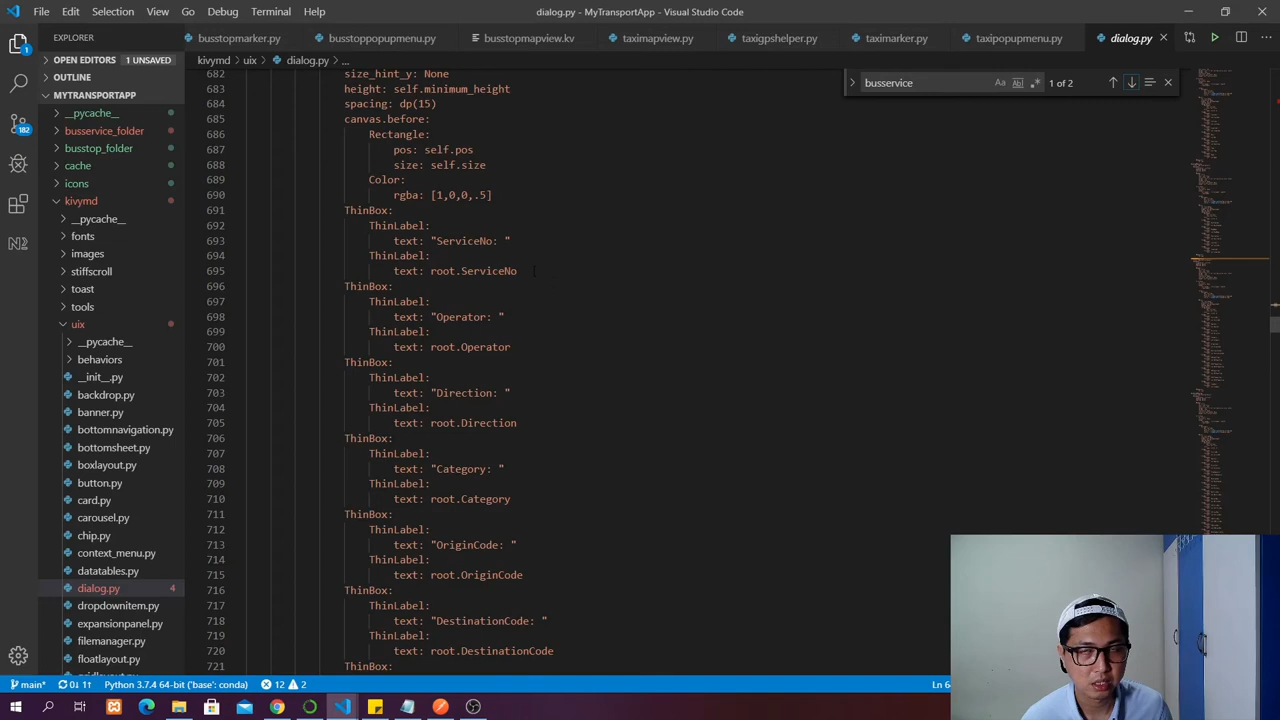 File Edit Selection View Go Debug Terminal Help
dialog.py - MyTransportApp - Visual Studio Code
EXPLORER
busstopmarker.py
busstoppopupmenu.py
busstopmapview.kv
taximapview.py
taxigpshelper.py
taximarker.py
taxipopupmenu.py
dialog.py
1
OPEN EDITORS 1 UNSAVED
OUTLINE
MYTRANSPORTAPP
__pycache__
busservice_folder
busstop_folder
cache
icons
kivymd
__pycache__
fonts
images
stiffscroll
toast
tools
uix
__pycache__
behaviors
__init__.py
backdrop.py
banner.py
bottomnavigation.py
bottomsheet.py
boxlayout.py
button.py
card.py
carousel.py
chip.py
context_menu.py
datatables.py
dialog.py 4
dropdownitem.py
expansionpanel.py
filemanager.py
floatlayout.py
182
kivymd > uix > dialog.py > ...
busservice Aa Abl .* 1 of 2
682 size_hint_y: None
683 height: self.minimum_height
684 spacing: dp(15)
685 canvas.before:
686 Rectangle:
687 pos: self.pos
688 size: self.size
689 Color:
690 rgba: [1,0,0,.5]
691 ThinBox:
692 ThinLabel:
693 text: "ServiceNo: "
694 ThinLabel:
695 text: root.ServiceNo
696 ThinBox:
697 ThinLabel:
698 text: "Operator: "
699 ThinLabel:
700 text: root.Operator
701 ThinBox:
702 ThinLabel:
703 text: "Direction: "
704 ThinLabel:
705 text: root.Direction
706 ThinBox:
707 ThinLabel:
708 text: "Category: "
709 ThinLabel:
710 text: root.Category
711 ThinBox:
712 ThinLabel:
713 text: "OriginCode: "
714 ThinLabel:
715 text: root.OriginCode
716 ThinBox:
717 ThinLabel:
718 text: "DestinationCode: "
719 ThinLabel:
720 text: root.DestinationCode
721 ThinBox:
main* 0↓ 1↑ Python 3.7.4 64-bit ('base': conda) 12 2